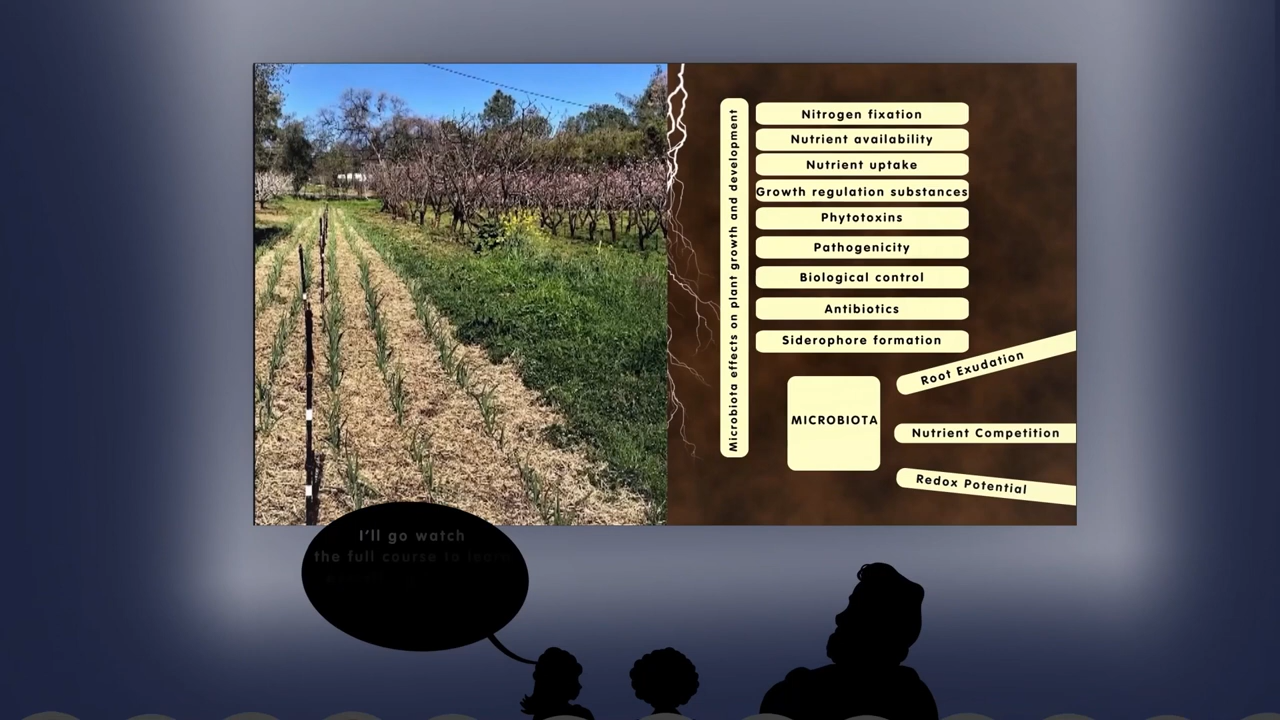 Microbiota effects on plant growth and development
Nitrogen fixation
Nutrient availability
Nutrient uptake
Growth regulation substances
Phytotoxins
Pathogenicity
Biological control
Antibiotics
Siderophore formation
MICROBIOTA
Root Exudation
Nutrient Competition
Redox Potential
I'll go watch
the full course to learn